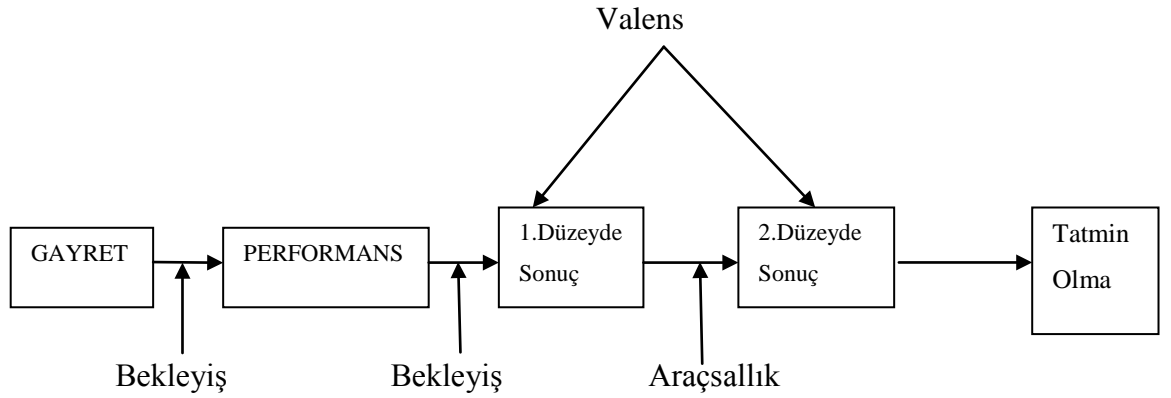 Valens
GAYRET
PERFORMANS
1.Düzeyde
Sonuç
2.Düzeyde
Sonuç
Tatmin
Olma
Bekleyiş
Bekleyiş
Araçsallık